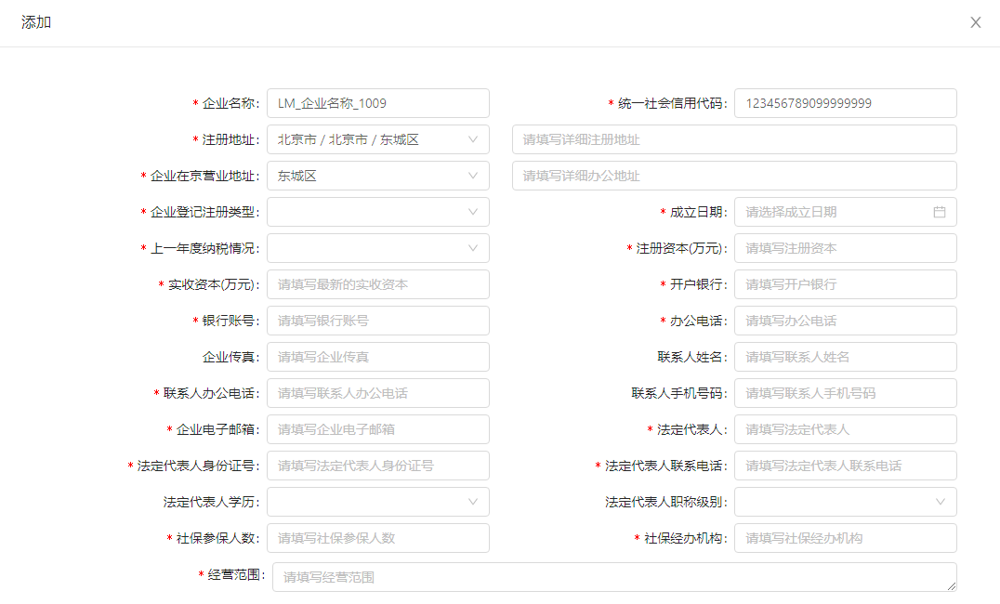 添加
* 企业名称: LM_企业名称_1009 * 统一社会信用代码: 123456789099999999
* 注册地址: 北京市 / 北京市 / 东城区 请填写详细注册地址
* 企业在京营业地址: 东城区 请填写详细办公地址
* 企业登记注册类型: * 成立日期: 请选择成立日期
* 上一年度纳税情况: * 注册资本(万元): 请填写注册资本
* 实收资本(万元): 请填写最新的实收资本 * 开户银行: 请填写开户银行
* 银行账号: 请填写银行账号 * 办公电话: 请填写办公电话
企业传真: 请填写企业传真 联系人姓名: 请填写联系人姓名
* 联系人办公电话: 请填写联系人办公电话 联系人手机号码: 请填写联系人手机号码
* 企业电子邮箱: 请填写企业电子邮箱 * 法定代表人: 请填写法定代表人
* 法定代表人身份证号: 请填写法定代表人身份证号 * 法定代表人联系电话: 请填写法定代表人联系电话
法定代表人学历: 法定代表人职称级别:
* 社保参保人数: 请填写社保参保人数 * 社保经办机构: 请填写社保经办机构
* 经营范围: 请填写经营范围